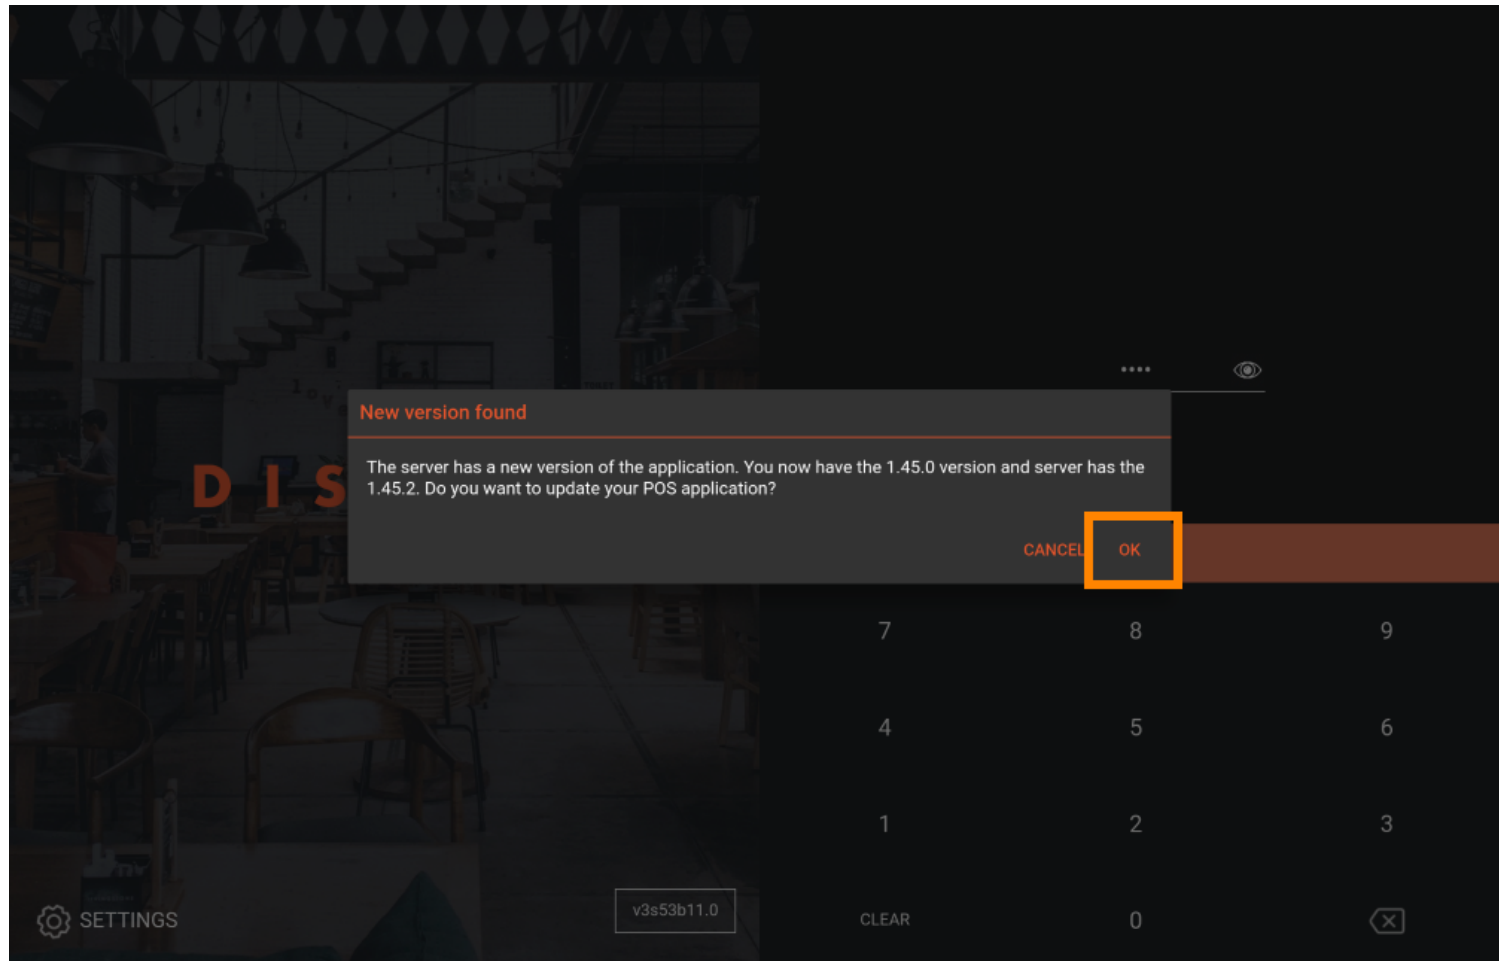 New version found
The server has a new version of the application. You now have the 1.45.0 version and server has the
1.45.2. Do you want to update your POS application?
CANCEL OK
D I S
7 8 9
4 5 6
1 2 3
SETTINGS
v3s53b11.0
CLEAR 0